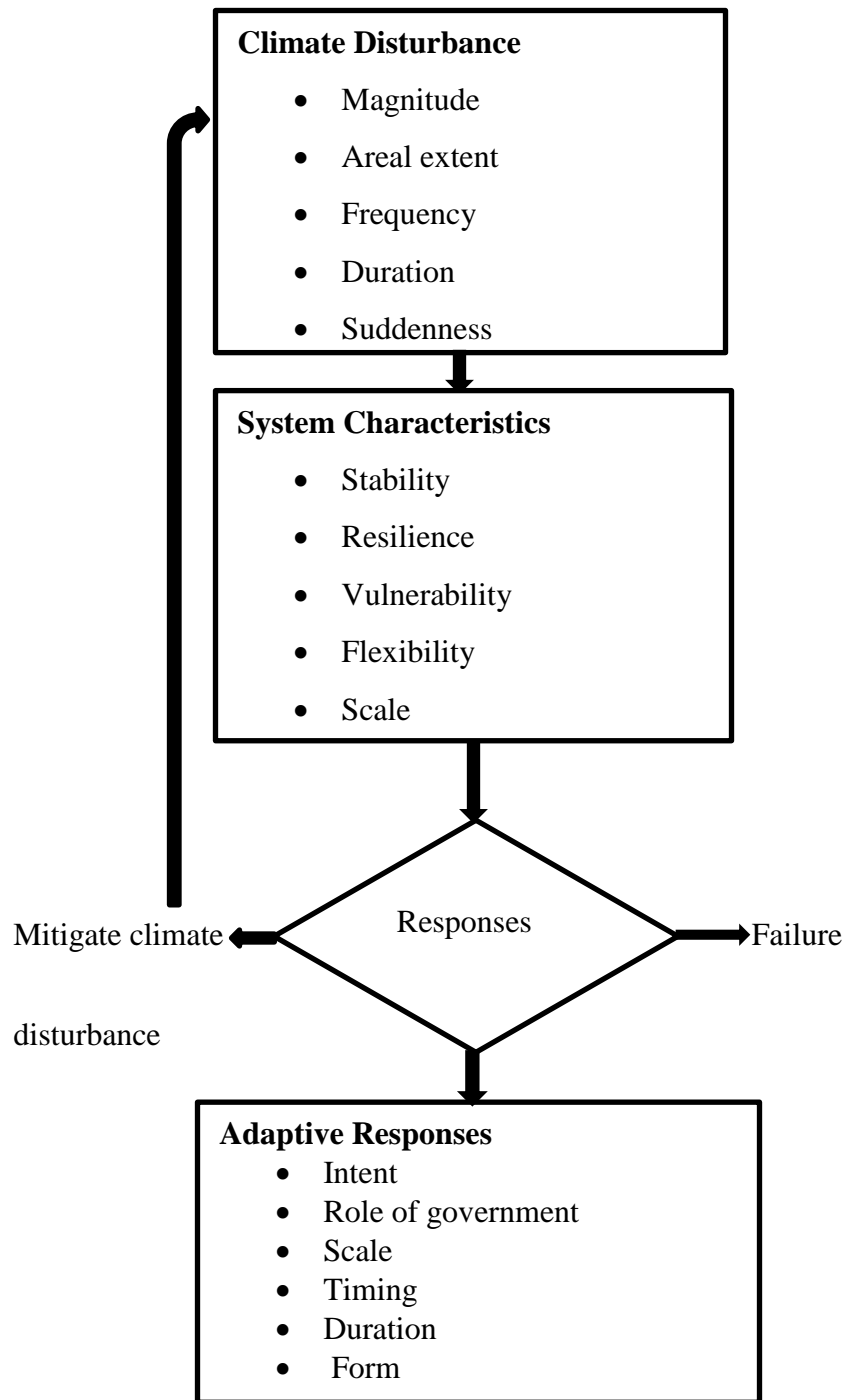 Climate Disturbance
• Magnitude
• Areal extent
• Frequency
• Duration
• Suddenness
System Characteristics
• Stability
• Resilience
• Vulnerability
• Flexibility
• Scale
Responses
Mitigate climate
disturbance
Failure
Adaptive Responses
• Intent
• Role of government
• Scale
• Timing
• Duration
• Form